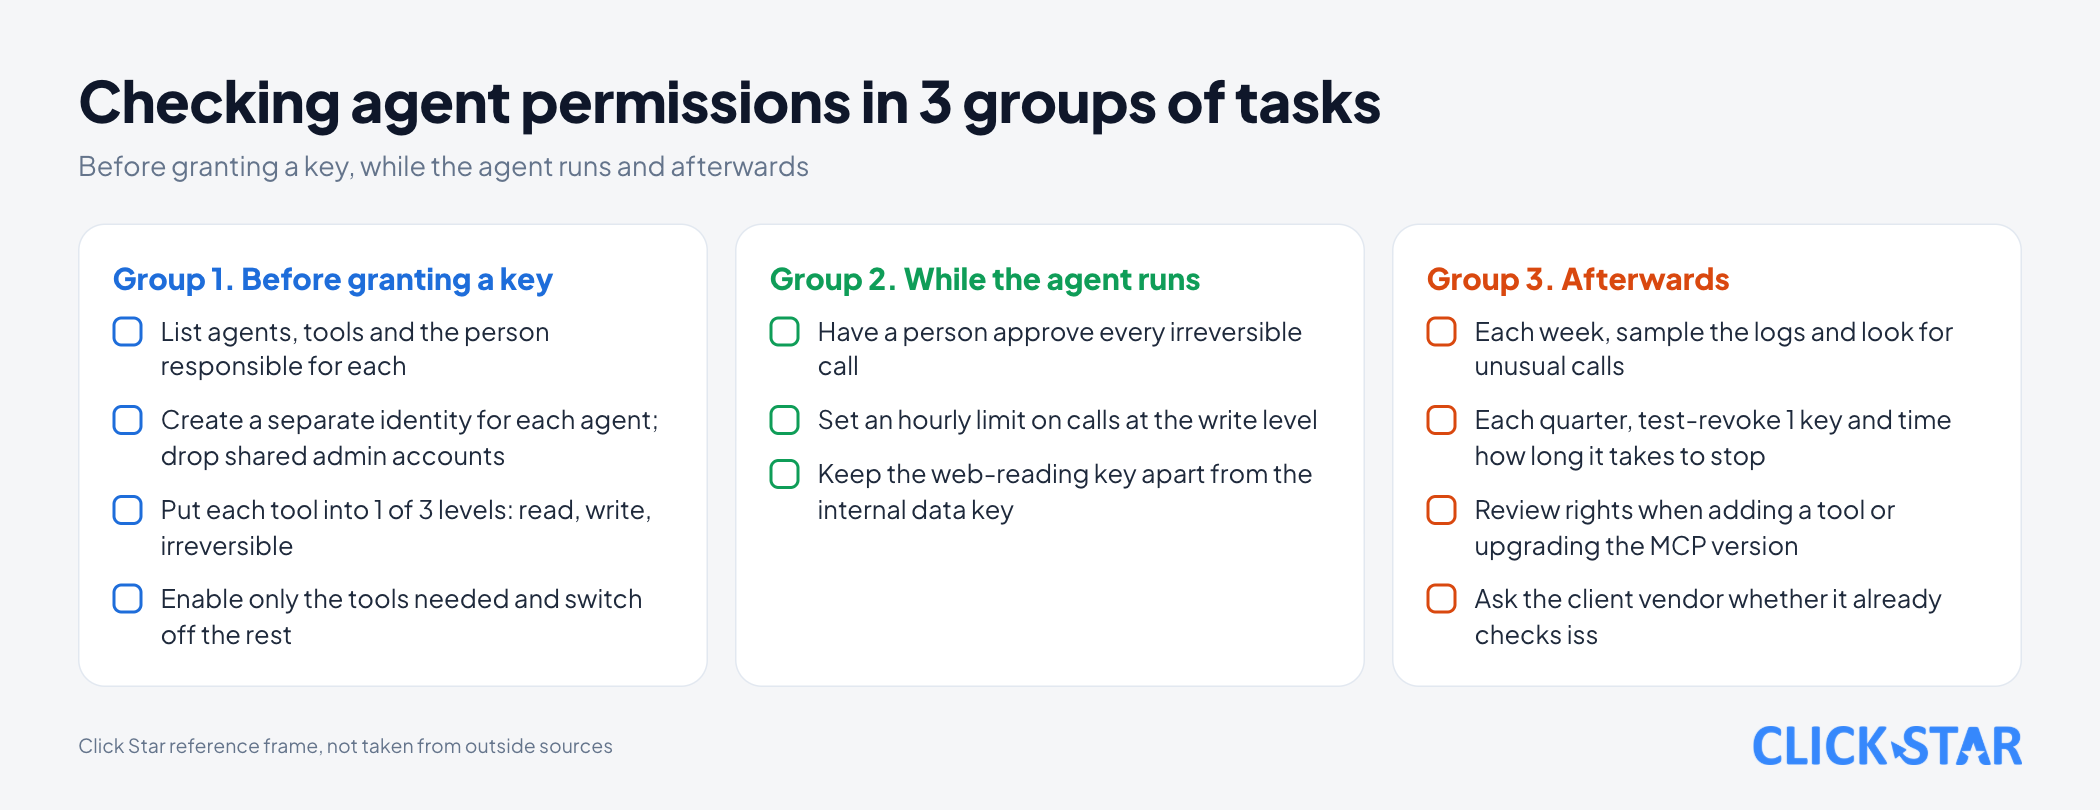 Checking agent permissions in 3 groups of tasks
Before granting a key, while the agent runs and afterwards
Group 1. Before granting a key
List agents, tools and the person
responsible for each
Create a separate identity for each agent;
drop shared admin accounts
Put each tool into 1 of 3 levels: read, write,
irreversible
Enable only the tools needed and switch
off the rest
Group 2. While the agent runs
Have a person approve every irreversible
call
Set an hourly limit on calls at the write level
Keep the web-reading key apart from the
internal data key
Group 3. Afterwards
Each week, sample the logs and look for
unusual calls
Each quarter, test-revoke 1 key and time
how long it takes to stop
Review rights when adding a tool or
upgrading the MCP version
Ask the client vendor whether it already
checks iss
Click Star reference frame, not taken from outside sources
CLICK STAR